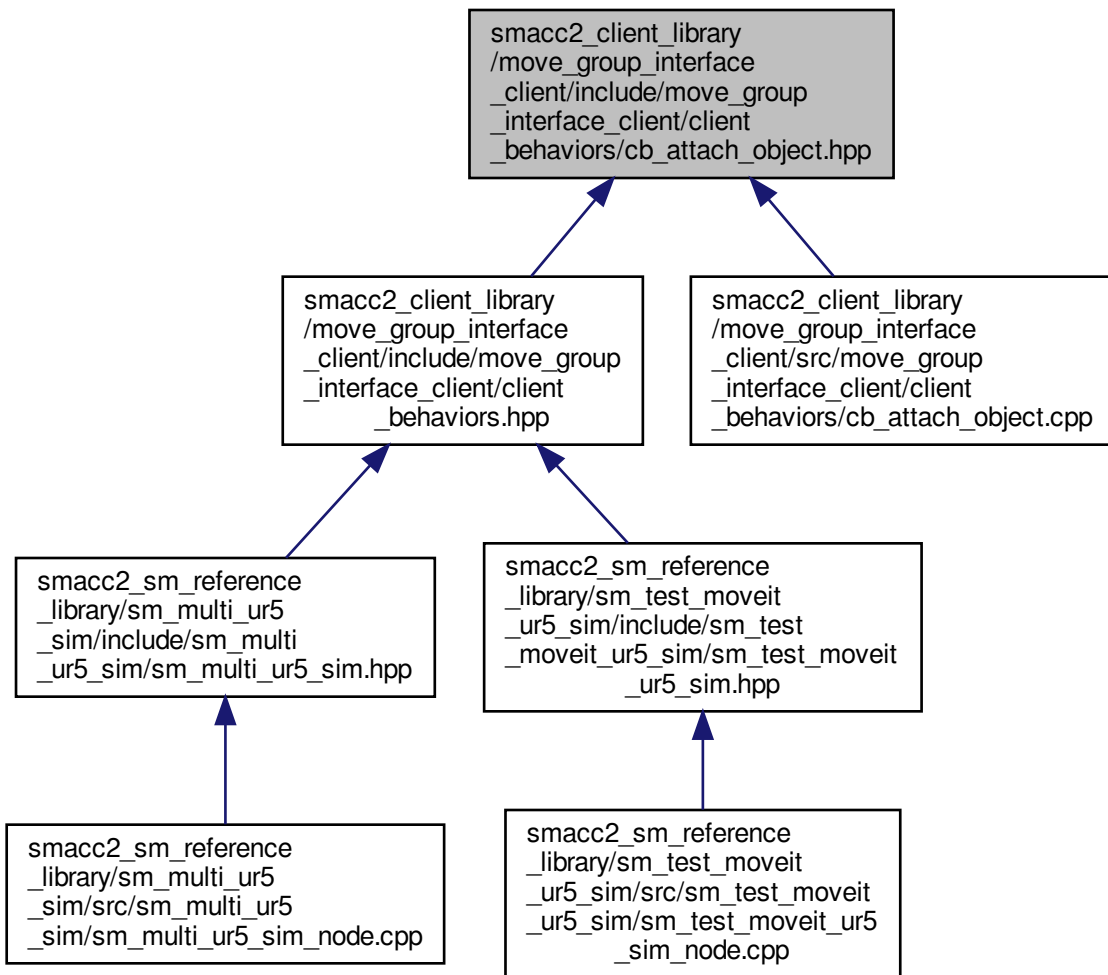 smacc2_client_library
/move_group_interface
_client/include/move_group
_interface_client/client
_behaviors/cb_attach_object.hpp
smacc2_client_library
/move_group_interface
_client/include/move_group
_interface_client/client
_behaviors.hpp
smacc2_client_library
/move_group_interface
_client/src/move_group
_interface_client/client
_behaviors/cb_attach_object.cpp
smacc2_sm_reference
_library/sm_multi_ur5
_sim/include/sm_multi
_ur5_sim/sm_multi_ur5_sim.hpp
smacc2_sm_reference
_library/sm_test_moveit
_ur5_sim/include/sm_test
_moveit_ur5_sim/sm_test_moveit
_ur5_sim.hpp
smacc2_sm_reference
_library/sm_multi_ur5
_sim/src/sm_multi_ur5
_sim/sm_multi_ur5_sim_node.cpp
smacc2_sm_reference
_library/sm_test_moveit
_ur5_sim/src/sm_test_moveit
_ur5_sim/sm_test_moveit_ur5
_sim_node.cpp